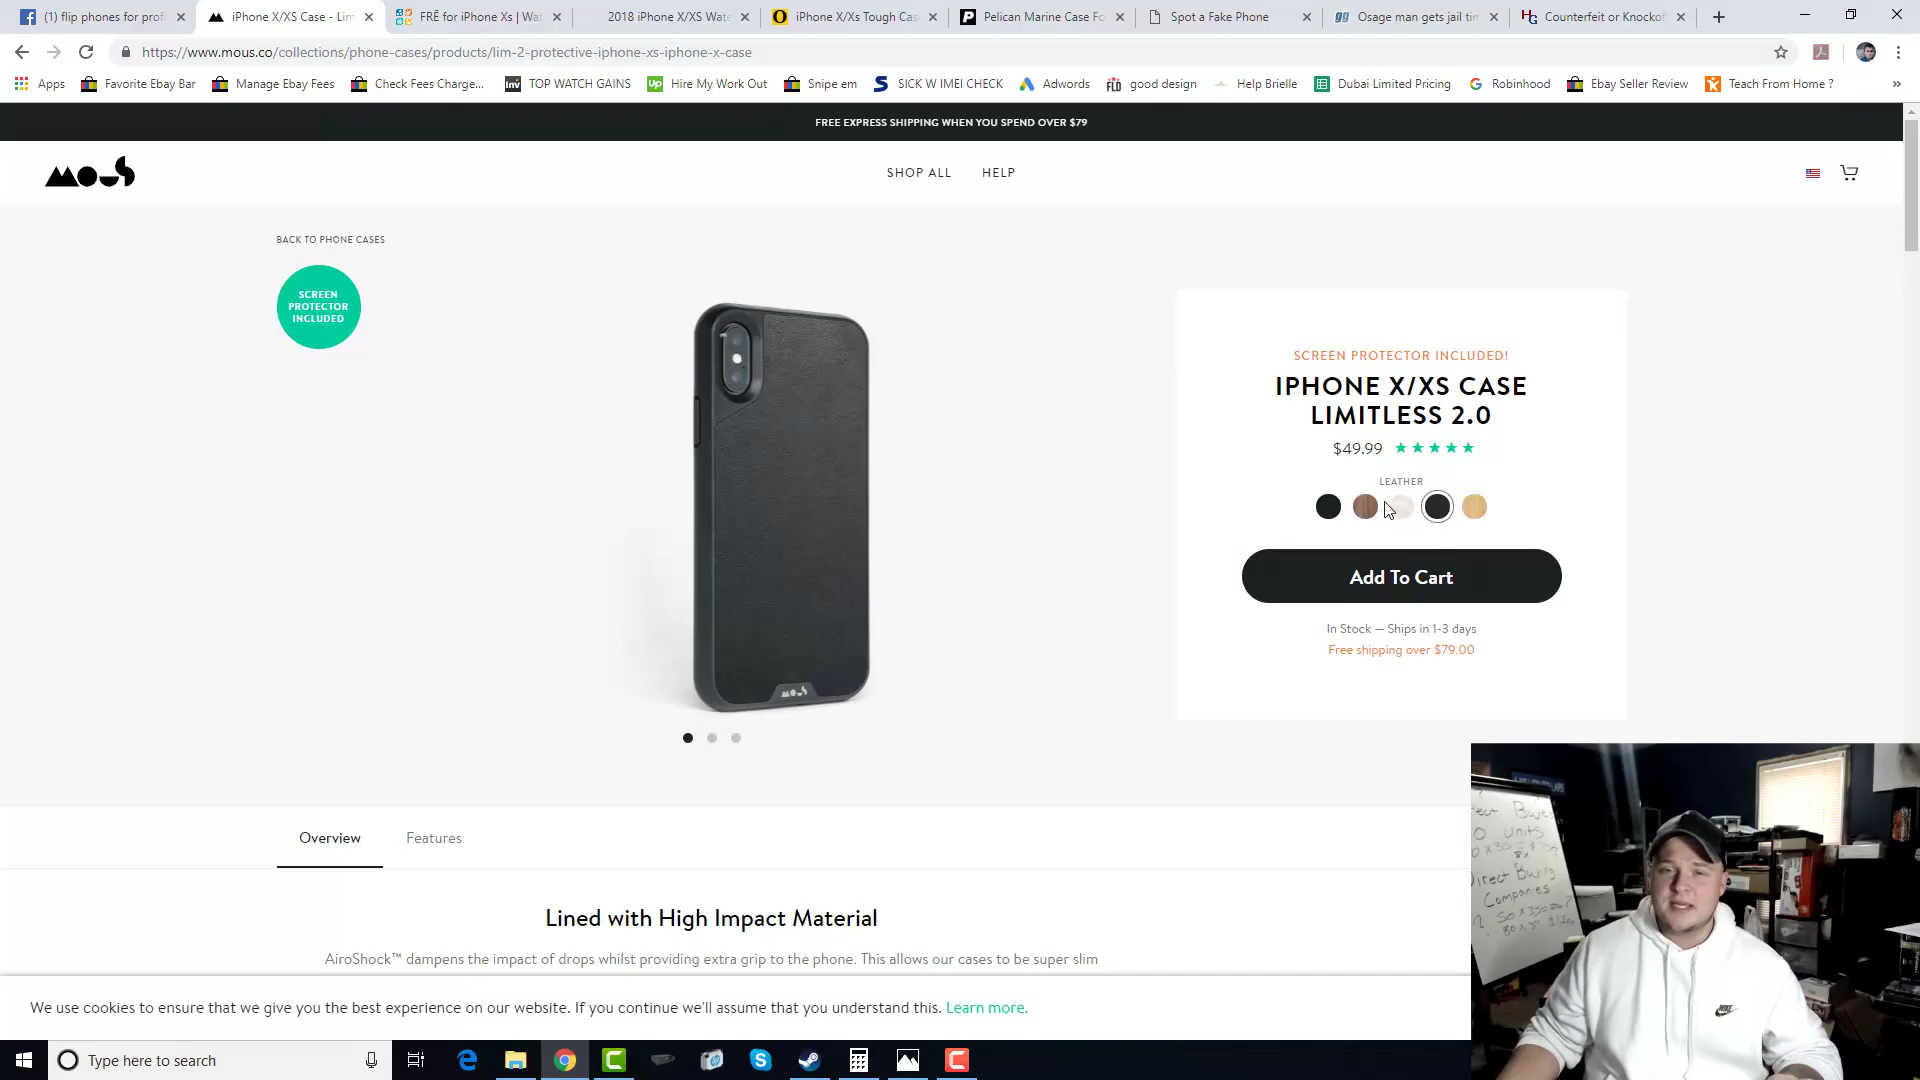 (1) flip phones for prof
iPhone X/XS Case - Lim
FRĒ for iPhone Xs | Wat
2018 iPhone X/XS Wate
iPhone X/Xs Tough Cas
Pelican Marine Case Fo
Spot a Fake Phone
Osage man gets jail tim
Counterfeit or Knockof
https://www.mous.co/collections/phone-cases/products/lim-2-protective-iphone-xs-iphone-x-case
Apps
Favorite Ebay Bar
Manage Ebay Fees
Check Fees Charge...
TOP WATCH GAINS
Hire My Work Out
Snipe em
SICK W IMEI CHECK
Adwords
good design
Help Brielle
Dubai Limited Pricing
Robinhood
Ebay Seller Review
Teach From Home ?
»
FREE EXPRESS SHIPPING WHEN YOU SPEND OVER $79
MOUS
SHOP ALL
HELP
BACK TO PHONE CASES
SCREEN
PROTECTOR
INCLUDED
SCREEN PROTECTOR INCLUDED!
IPHONE X/XS CASE
LIMITLESS 2.0
$49.99 ★★★★★
LEATHER
Add To Cart
In Stock — Ships in 1-3 days
Free shipping over $79.00
MOUS
Overview
Features
Lined with High Impact Material
AiroShock™ dampens the impact of drops whilst providing extra grip to the phone. This allows our cases to be super slim
We use cookies to ensure that we give you the best experience on our website. If you continue we'll assume that you understand this. Learn more.
Type here to search
units
Companies
NIKE